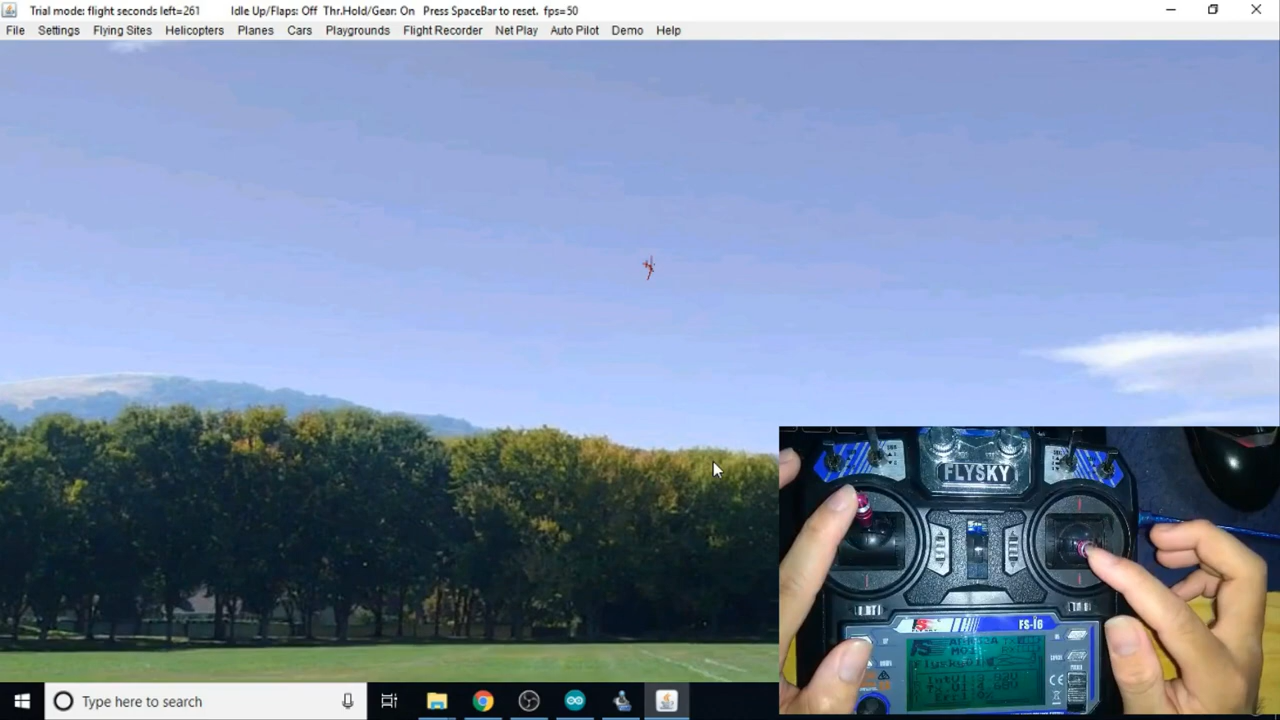 Trial mode: flight seconds left=261 Idle Up/Flaps: Off Thr.Hold/Gear: On Press SpaceBar to reset. fps=50
File Settings Flying Sites Helicopters Planes Cars Playgrounds Flight Recorder Net Play Auto Pilot Demo Help
FLYSKY
FS-i6
Type here to search